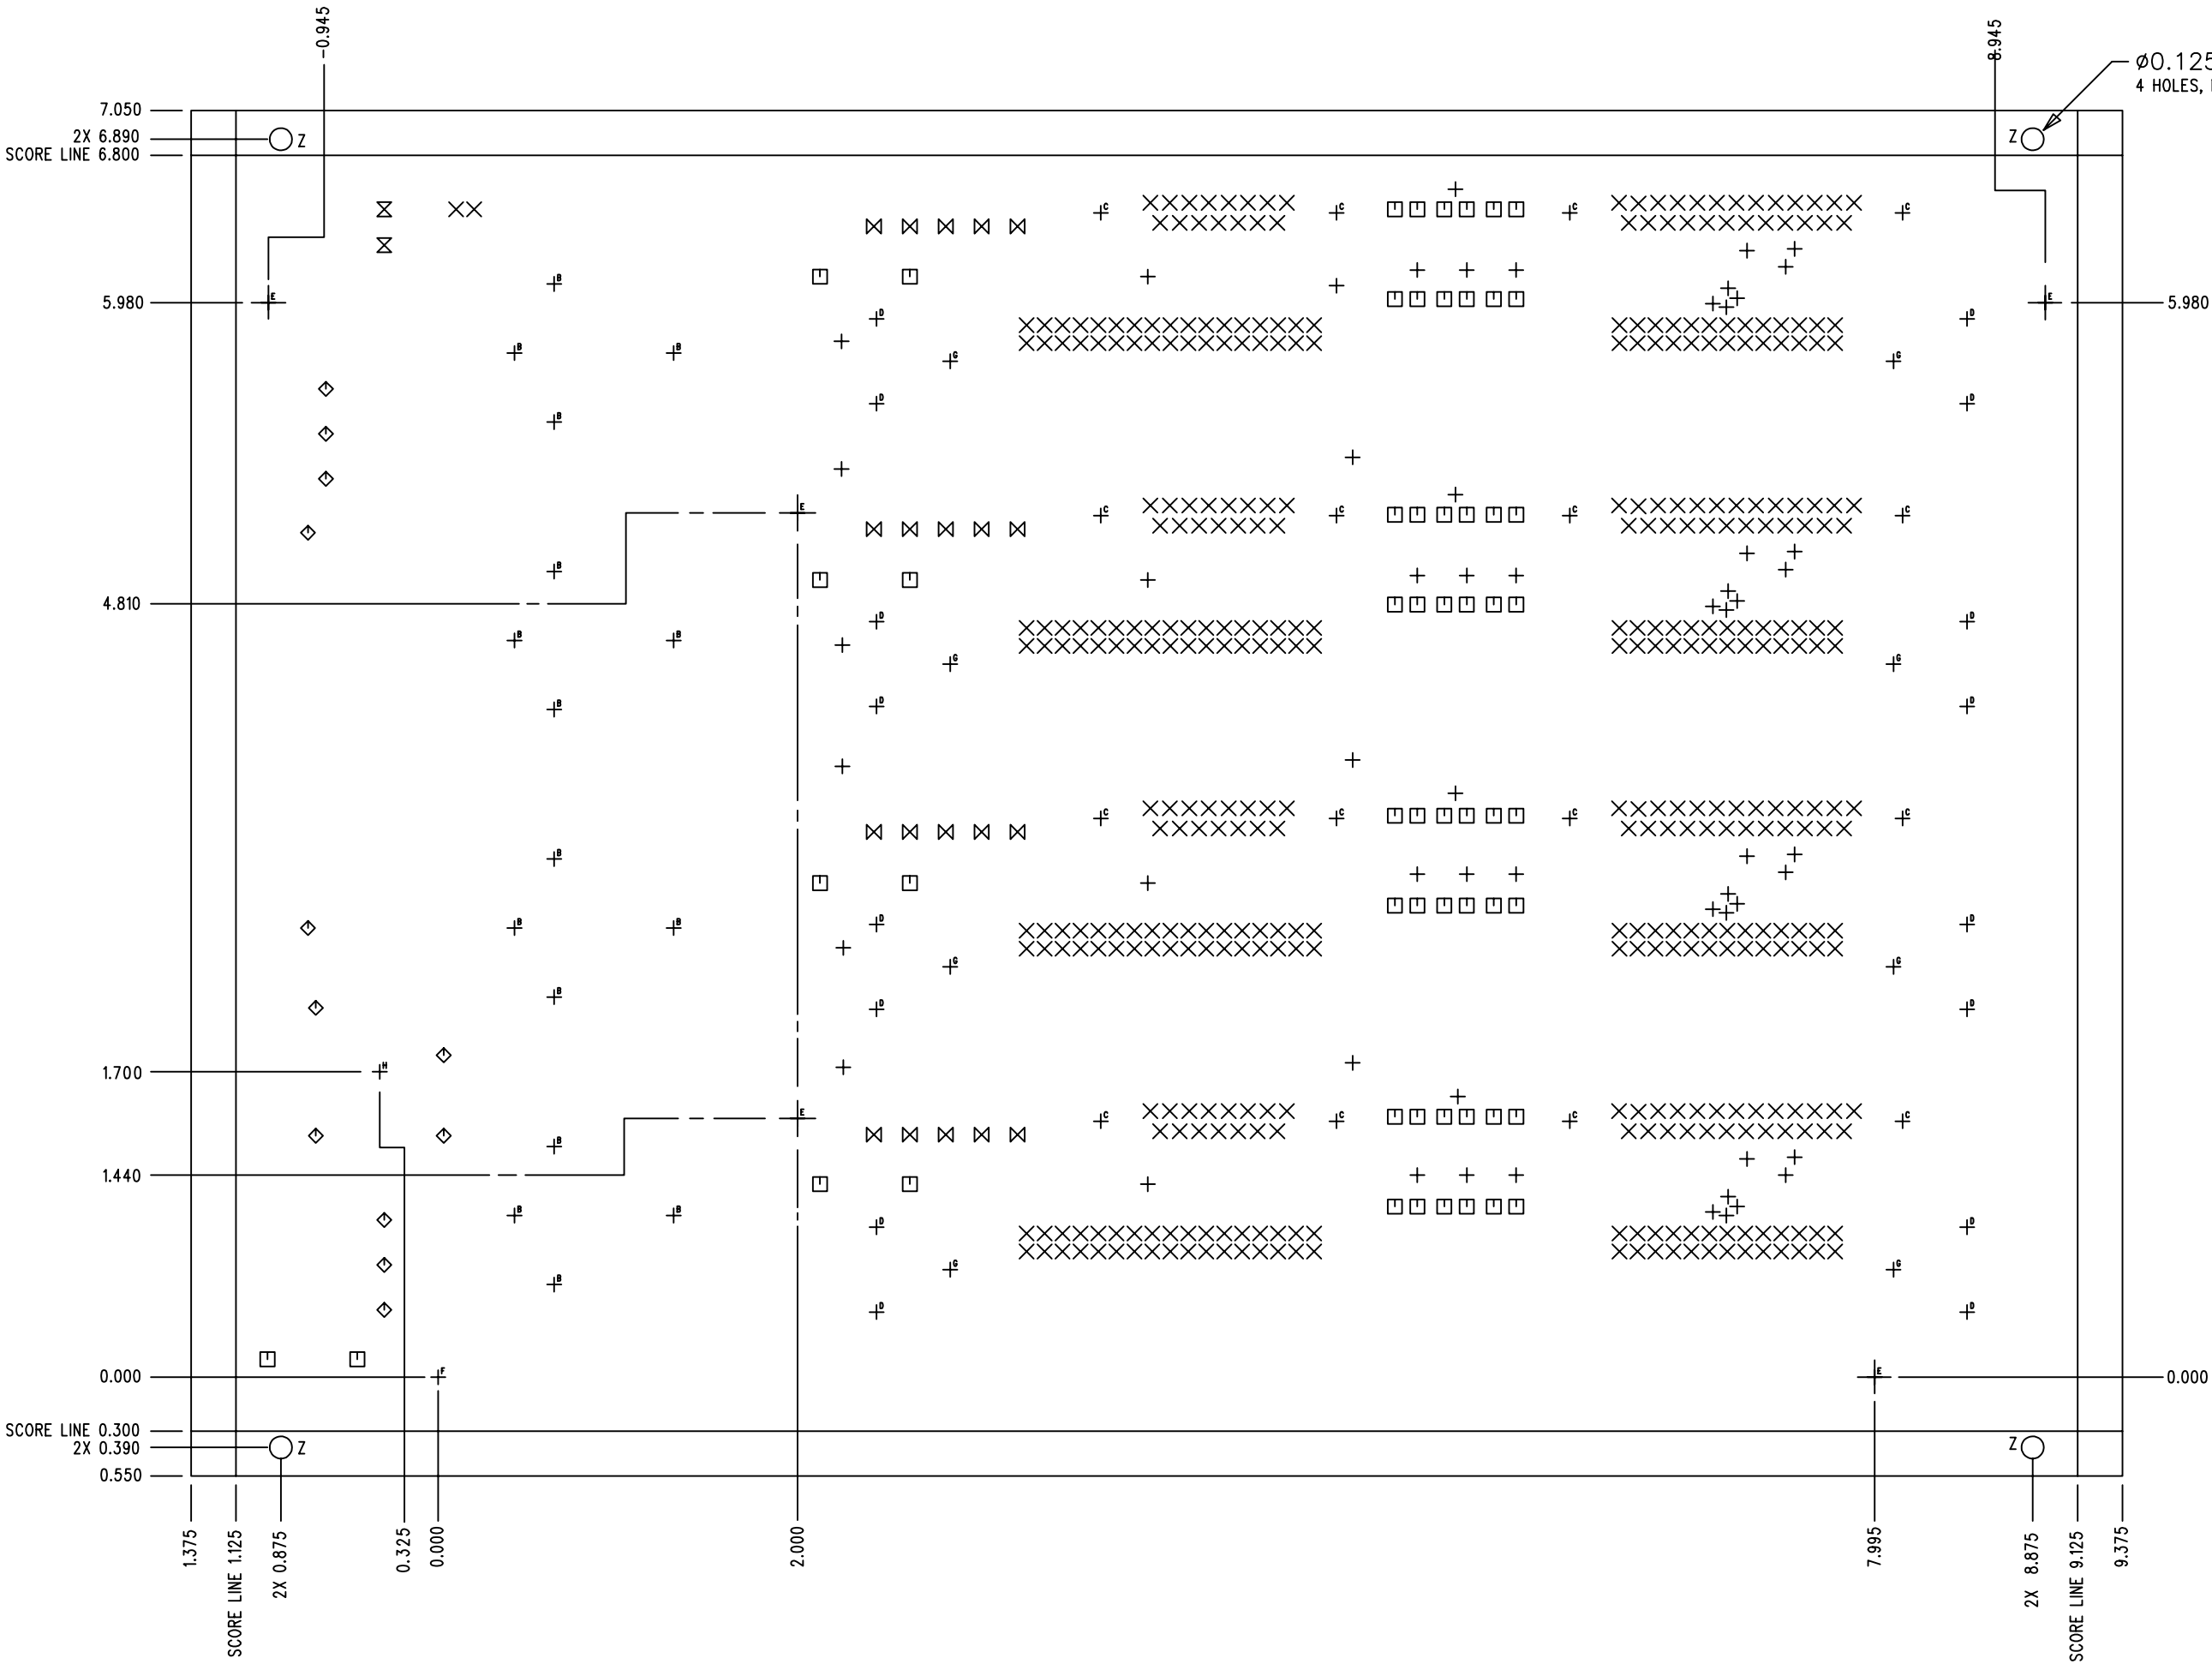 -0.945
8.945
ø0.125
4 HOLES,
7.050
2X 6.890
Z
Z
SCORE LINE 6.800
C C C C
B
5.980
E
E
5.980
D D
B B
G G
D D
B
E
C C C C
B
4.810
D D
B B
G G
D D
B
C C C C
B
D D
B B
G G
B
D D
1.700
H
E
C C C C
B
1.440
B B
D D
G G
B
D D
0.000
F
E
0.000
SCORE LINE 0.300
2X 0.390
Z
Z
0.550
1.375
SCORE LINE 1.125
2X 0.875
0.325
0.000
2.000
7.995
2X 8.875
SCORE LINE 9.125
9.375